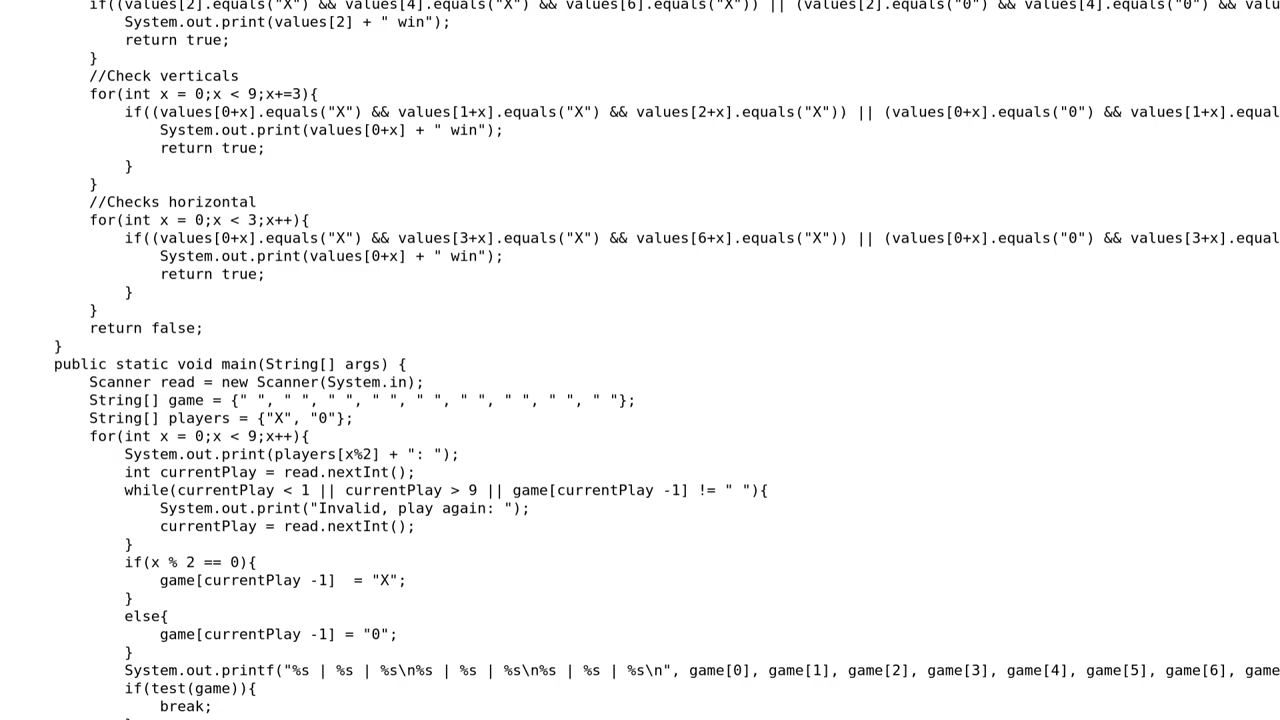 if((values[2].equals("X") && values[4].equals("X") && values[6].equals("X")) || (values[2].equals("0") && values[4].equals("0") && valu
            System.out.print(values[2] + " win");
            return true;
        }
        //Check verticals
        for(int x = 0;x < 9;x+=3){
            if((values[0+x].equals("X") && values[1+x].equals("X") && values[2+x].equals("X")) || (values[0+x].equals("0") && values[1+x].equal
                System.out.print(values[0+x] + " win");
                return true;
            }
        }
        //Checks horizontal
        for(int x = 0;x < 3;x++){
            if((values[0+x].equals("X") && values[3+x].equals("X") && values[6+x].equals("X")) || (values[0+x].equals("0") && values[3+x].equal
                System.out.print(values[0+x] + " win");
                return true;
            }
        }
        return false;
    }
    public static void main(String[] args) {
        Scanner read = new Scanner(System.in);
        String[] game = {" ", " ", " ", " ", " ", " ", " ", " ", " "};
        String[] players = {"X", "0"};
        for(int x = 0;x < 9;x++){
            System.out.print(players[x%2] + ": ");
            int currentPlay = read.nextInt();
            while(currentPlay < 1 || currentPlay > 9 || game[currentPlay -1] != " "){
                System.out.print("Invalid, play again: ");
                currentPlay = read.nextInt();
            }
            if(x % 2 == 0){
                game[currentPlay -1]  = "X";
            }
            else{
                game[currentPlay -1] = "0";
            }
            System.out.printf("%s | %s | %s\n%s | %s | %s\n%s | %s | %s\n", game[0], game[1], game[2], game[3], game[4], game[5], game[6], game
            if(test(game)){
                break;